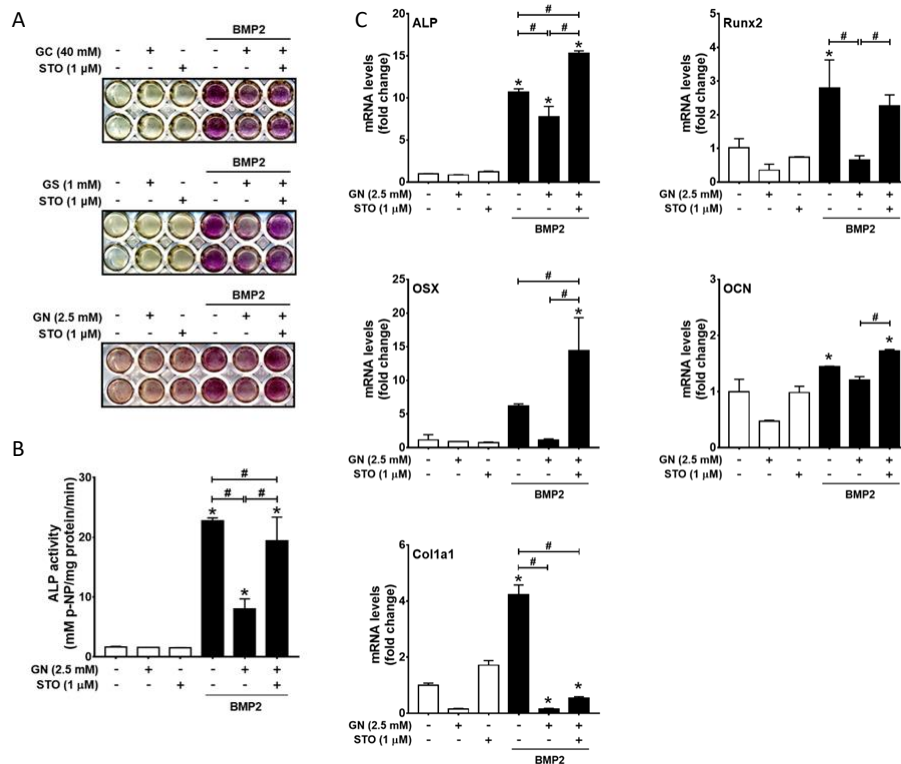 A
BMP2
GC (40 mM) - + - - + +
STO (1 µM) - - + - - +
BMP2
GS (1 mM) - + - - + +
STO (1 µM) - - + - - +
BMP2
GN (2.5 mM) - + - - + +
STO (1 µM) - - + - - +
B
ALP activity
(mM p-NP/mg protein/min)
30
20
10
0
#
# #
* * *
GN (2.5 mM) - + - - + +
STO (1 µM) - - + - - +
BMP2
C
ALP
mRNA levels
(fold change)
20
15
10
5
0
#
# #
* * *
GN (2.5 mM) - + - - + +
STO (1 µM) - - + - - +
BMP2
Runx2
mRNA levels
(fold change)
5
4
3
2
1
0
# #
*
GN (2.5 mM) - + - - + +
STO (1 µM) - - + - - +
BMP2
OSX
mRNA levels
(fold change)
25
20
15
10
5
0
#
#
*
GN (2.5 mM) - + - - + +
STO (1 µM) - - + - - +
BMP2
OCN
mRNA levels
(fold change)
3
2
1
0
#
* *
GN (2.5 mM) - + - - + +
STO (1 µM) - - + - - +
BMP2
Col1a1
mRNA levels
(fold change)
6
4
2
0
#
#
* * *
GN (2.5 mM) - + - - + +
STO (1 µM) - - + - - +
BMP2